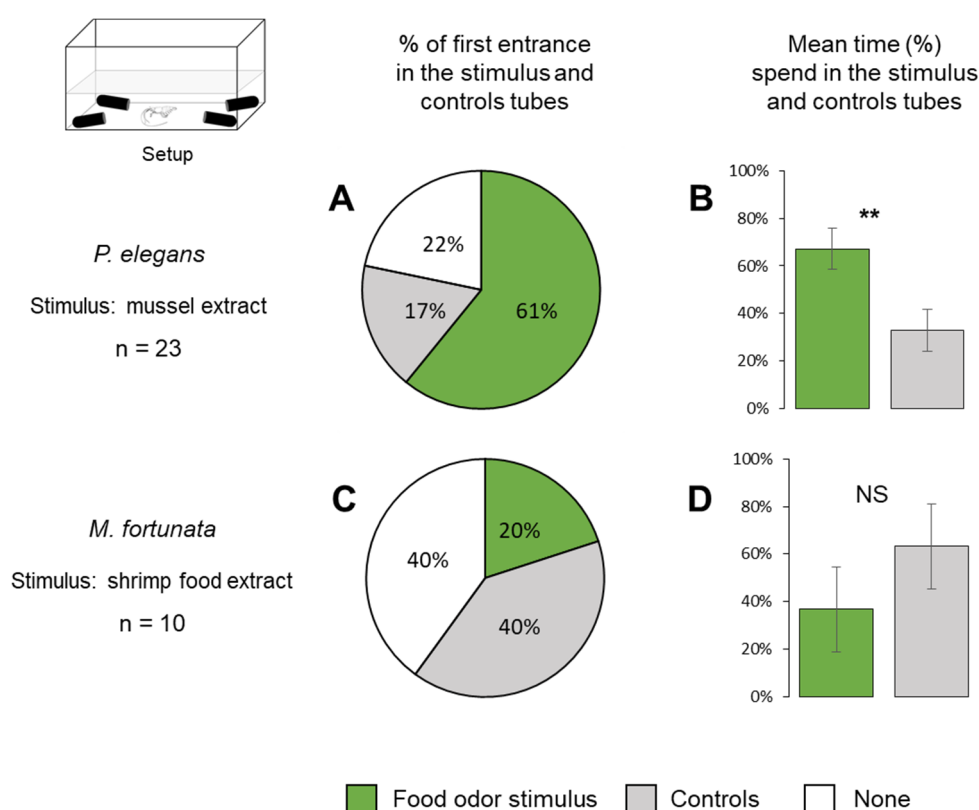 % of first entrance
in the stimulus and
controls tubes
Mean time (%)
spend in the stimulus
and controls tubes
Setup
P. elegans
Stimulus: mussel extract
n = 23
A
22%
17%
61%
B
100%
80%
60%
40%
20%
0%
**
M. fortunata
Stimulus: shrimp food extract
n = 10
C
20%
40%
40%
D
100%
80%
60%
40%
20%
0%
NS
Food odor stimulus
Controls
None